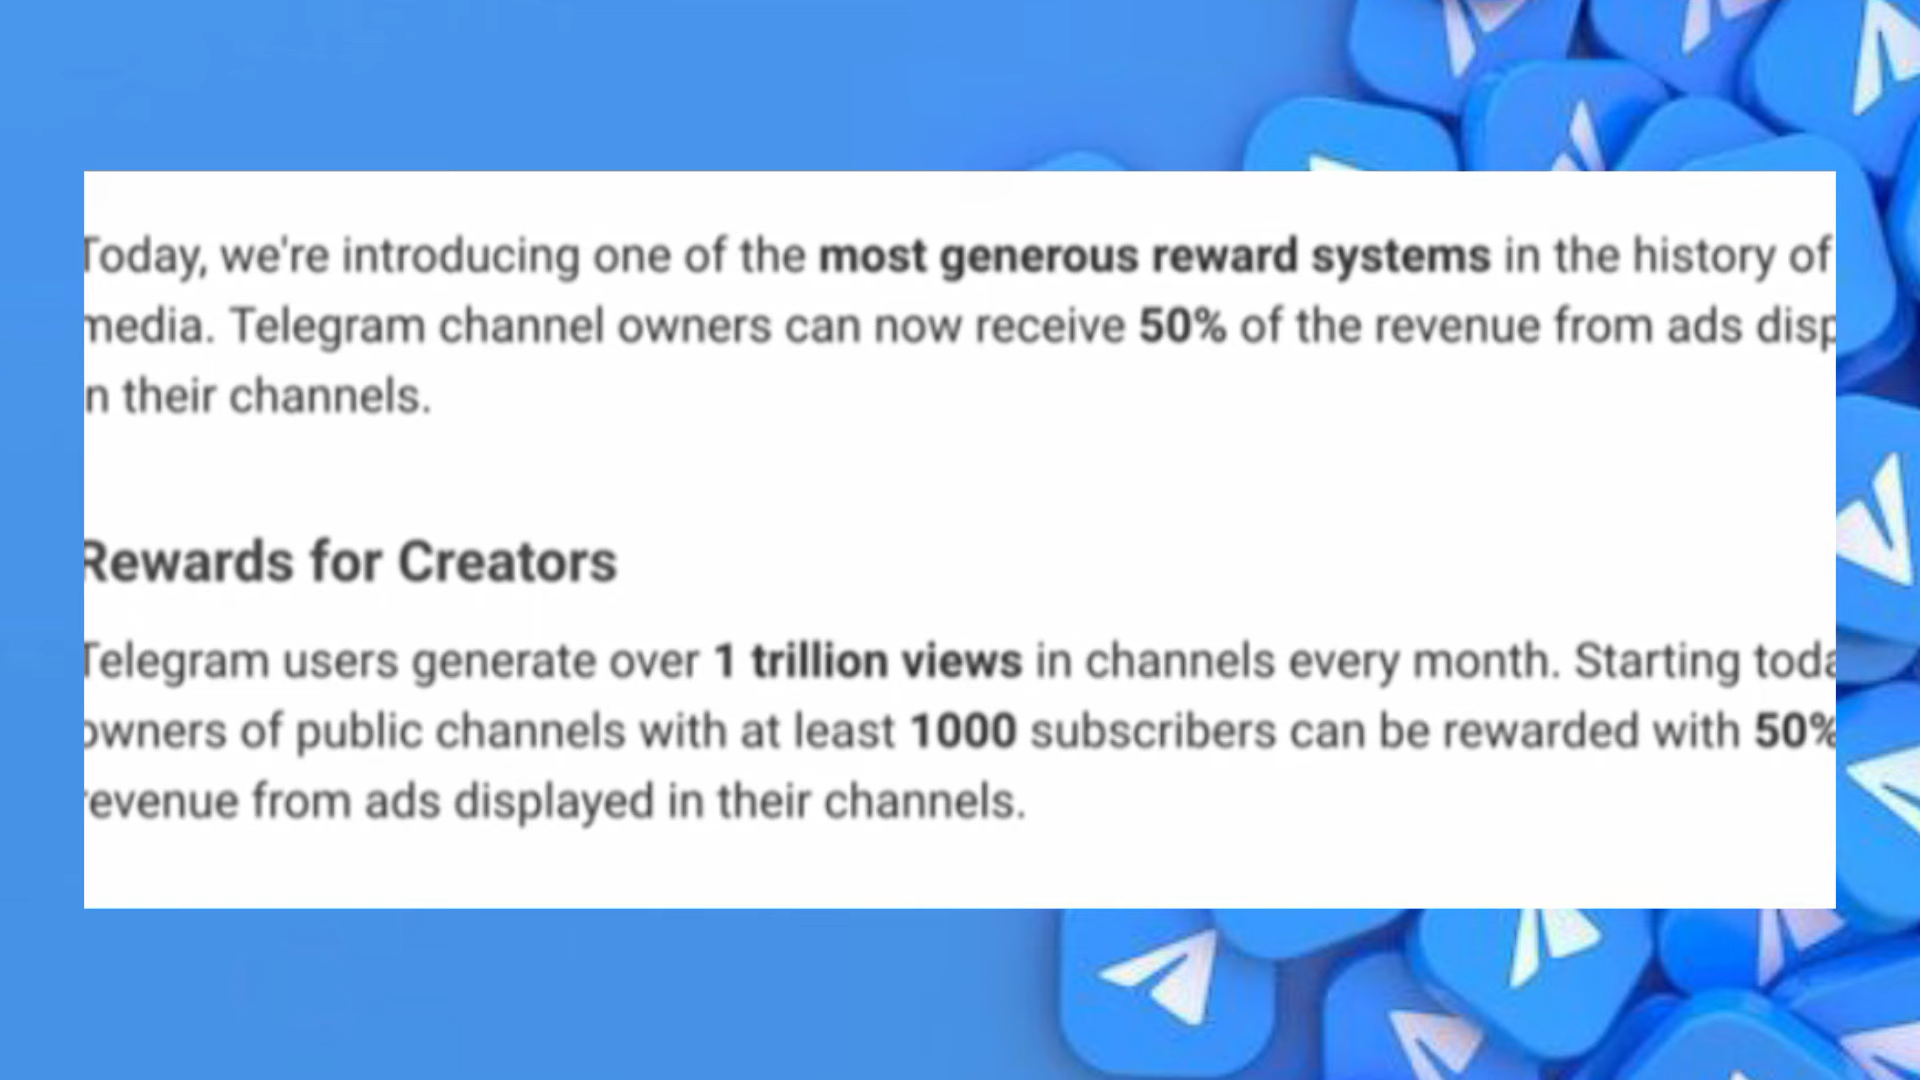 Today, we're introducing one of the most generous reward systems in the history of
media. Telegram channel owners can now receive 50% of the revenue from ads disp
n their channels.
Rewards for Creators
Telegram users generate over 1 trillion views in channels every month. Starting toda
owners of public channels with at least 1000 subscribers can be rewarded with 50%
revenue from ads displayed in their channels.